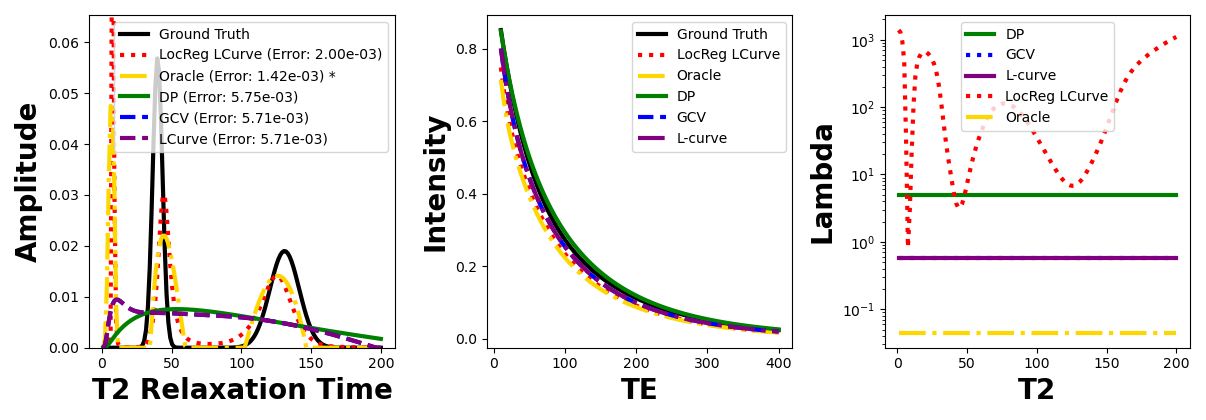 Amplitude
0.06
0.05
0.04
0.03
0.02
0.01
0.00
0
50
100
150
200
T2 Relaxation Time
Ground Truth
LocReg LCurve (Error: 2.00e-03)
Oracle (Error: 1.42e-03) *
DP (Error: 5.75e-03)
GCV (Error: 5.71e-03)
LCurve (Error: 5.71e-03)
Intensity
0.8
0.6
0.4
0.2
0.0
0
100
200
300
400
TE
Ground Truth
LocReg LCurve
Oracle
DP
GCV
L-curve
Lambda
10³
10²
10¹
10⁰
10⁻¹
0
50
100
150
200
T2
DP
GCV
L-curve
LocReg LCurve
Oracle